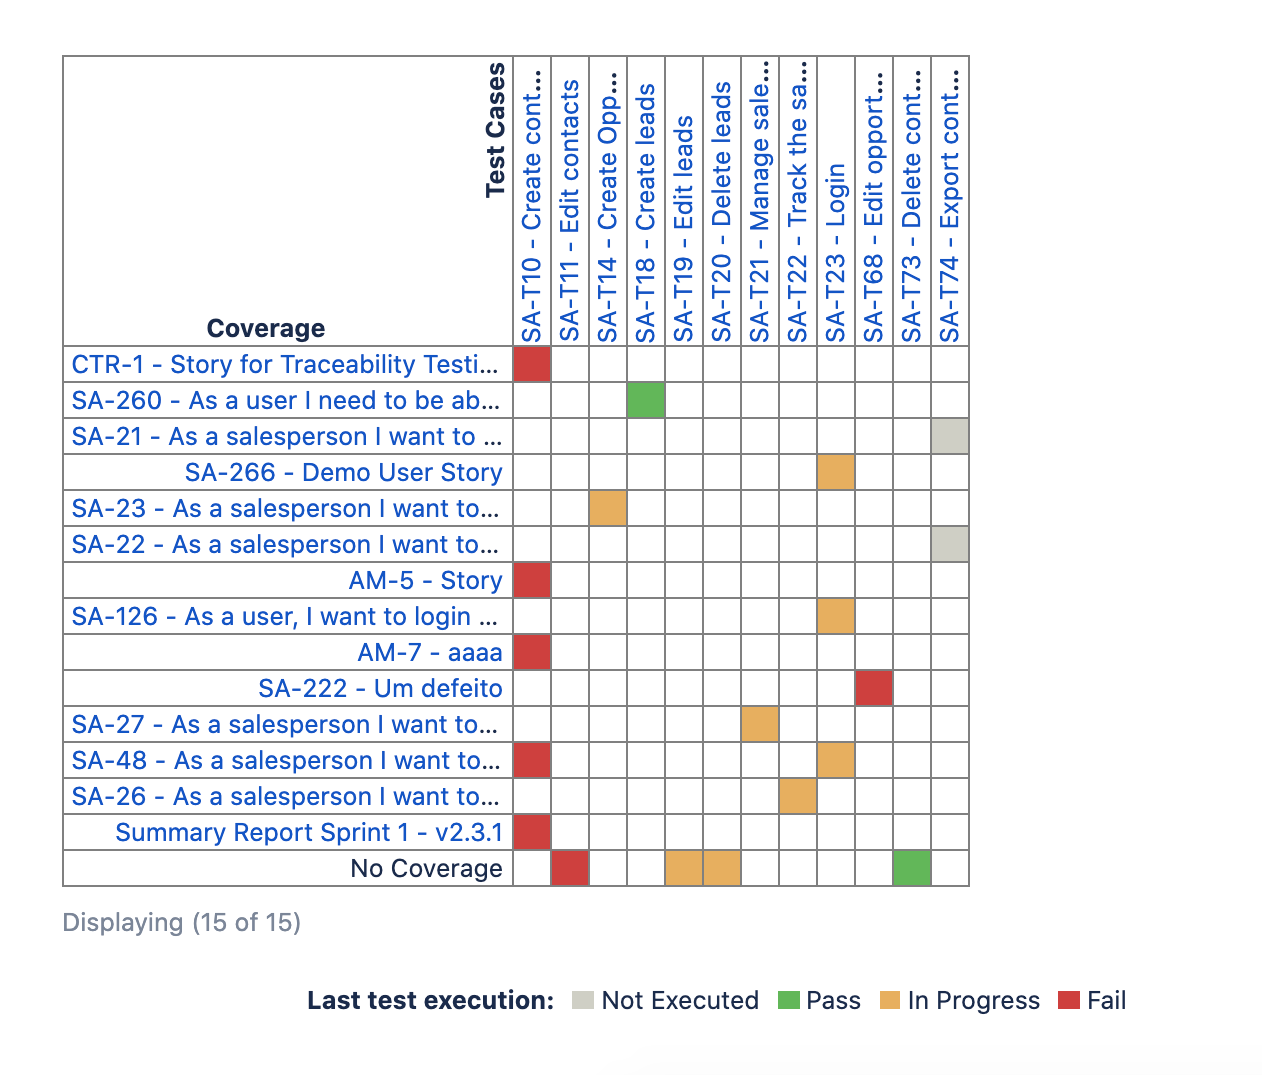 Test Cases
SA-T10 - Create cont...
SA-T11 - Edit contacts
SA-T14 - Create Opp...
SA-T18 - Create leads
SA-T19 - Edit leads
SA-T20 - Delete leads
SA-T21 - Manage sale...
SA-T22 - Track the sa...
SA-T23 - Login
SA-T68 - Edit opport...
SA-T73 - Delete cont...
SA-T74 - Export cont...
Coverage
CTR-1 - Story for Traceability Testi...
SA-260 - As a user I need to be ab...
SA-21 - As a salesperson I want to ...
SA-266 - Demo User Story
SA-23 - As a salesperson I want to...
SA-22 - As a salesperson I want to...
AM-5 - Story
SA-126 - As a user, I want to login ...
AM-7 - aaaa
SA-222 - Um defeito
SA-27 - As a salesperson I want to...
SA-48 - As a salesperson I want to...
SA-26 - As a salesperson I want to...
Summary Report Sprint 1 - v2.3.1
No Coverage
Displaying (15 of 15)
Last test execution: Not Executed Pass In Progress Fail